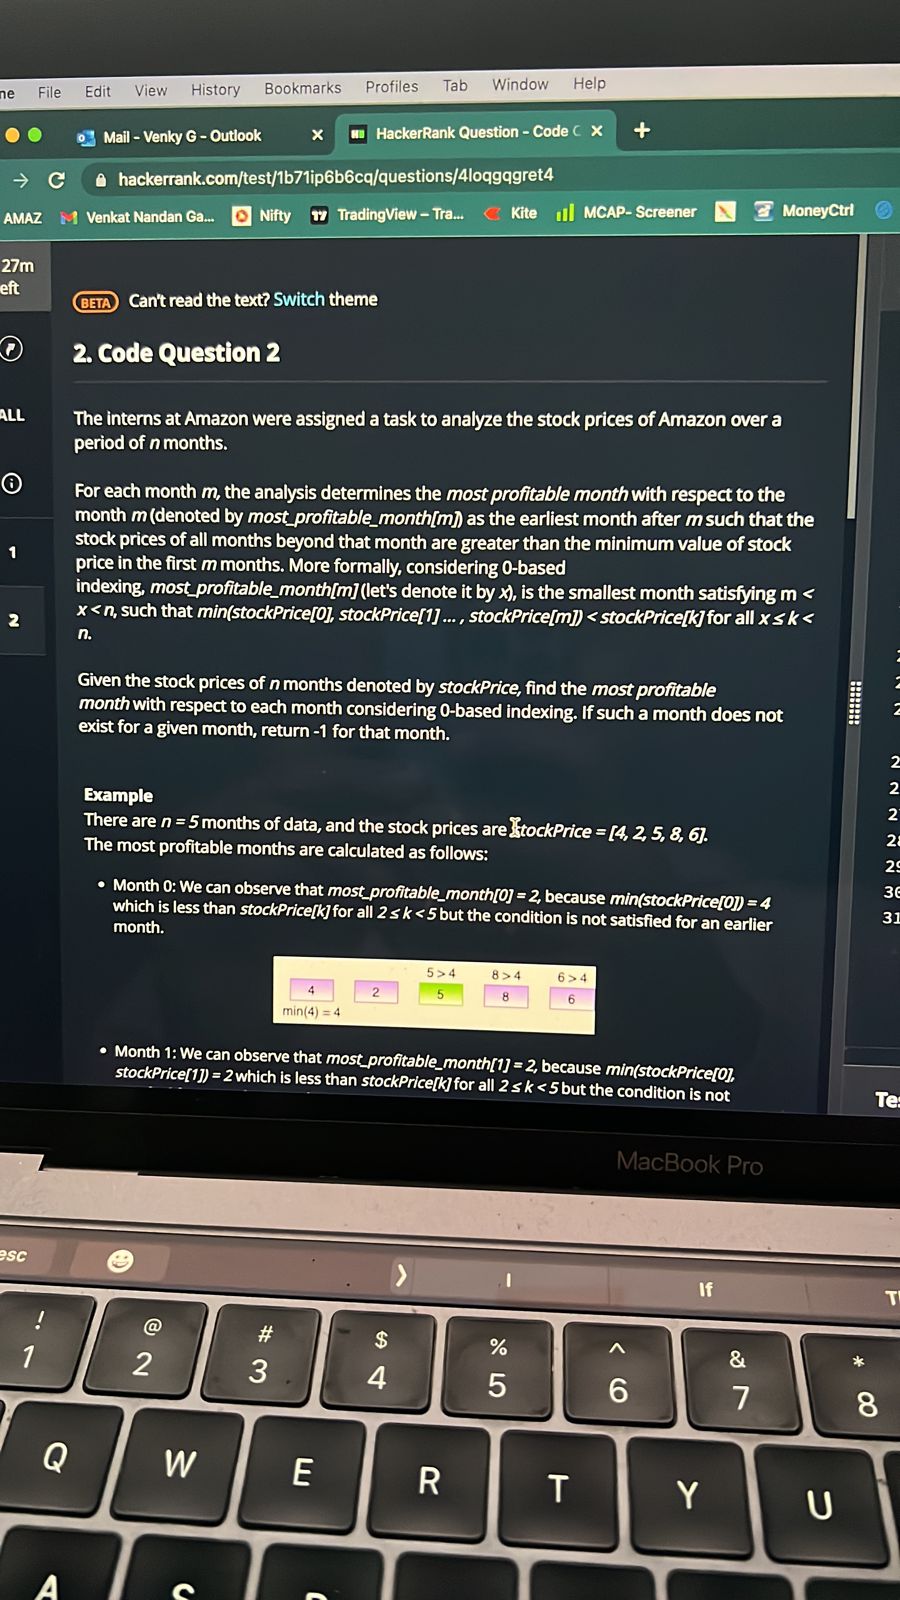 ne File Edit View History Bookmarks Profiles Tab Window Help
Mail - Venky G - Outlook × HackerRank Question - Code C × +
hackerrank.com/test/1b71ip6b6cq/questions/4loqgqgret4
AMAZ Venkat Nandan Ga... Nifty TradingView – Tra... Kite MCAP- Screener MoneyCtrl
27m
eft
BETA Can't read the text? Switch theme
2. Code Question 2
ALL
The interns at Amazon were assigned a task to analyze the stock prices of Amazon over a
period of n months.
For each month m, the analysis determines the most profitable month with respect to the
month m (denoted by most_profitable_month[m]) as the earliest month after m such that the
stock prices of all months beyond that month are greater than the minimum value of stock
1
price in the first m months. More formally, considering 0-based
indexing, most_profitable_month[m] (let's denote it by x), is the smallest month satisfying m <
x < n, such that min(stockPrice[0], stockPrice[1] ... , stockPrice[m]) < stockPrice[k] for all x ≤ k <
2
n.
Given the stock prices of n months denoted by stockPrice, find the most profitable
month with respect to each month considering 0-based indexing. If such a month does not
exist for a given month, return -1 for that month.
Example
There are n = 5 months of data, and the stock prices are stockPrice = [4, 2, 5, 8, 6].
The most profitable months are calculated as follows:
• Month 0: We can observe that most_profitable_month[0] = 2, because min(stockPrice[0]) = 4
which is less than stockPrice[k] for all 2 ≤ k < 5 but the condition is not satisfied for an earlier
month.
5 > 4 8 > 4 6 > 4
4 2 5 8 6
min(4) = 4
• Month 1: We can observe that most_profitable_month[1] = 2, because min(stockPrice[0],
stockPrice[1]) = 2 which is less than stockPrice[k] for all 2 ≤ k < 5 but the condition is not
30
31
Te
MacBook Pro
esc I If
! @ # $ % ^ & *
1 2 3 4 5 6 7 8
Q W E R T Y U
A S